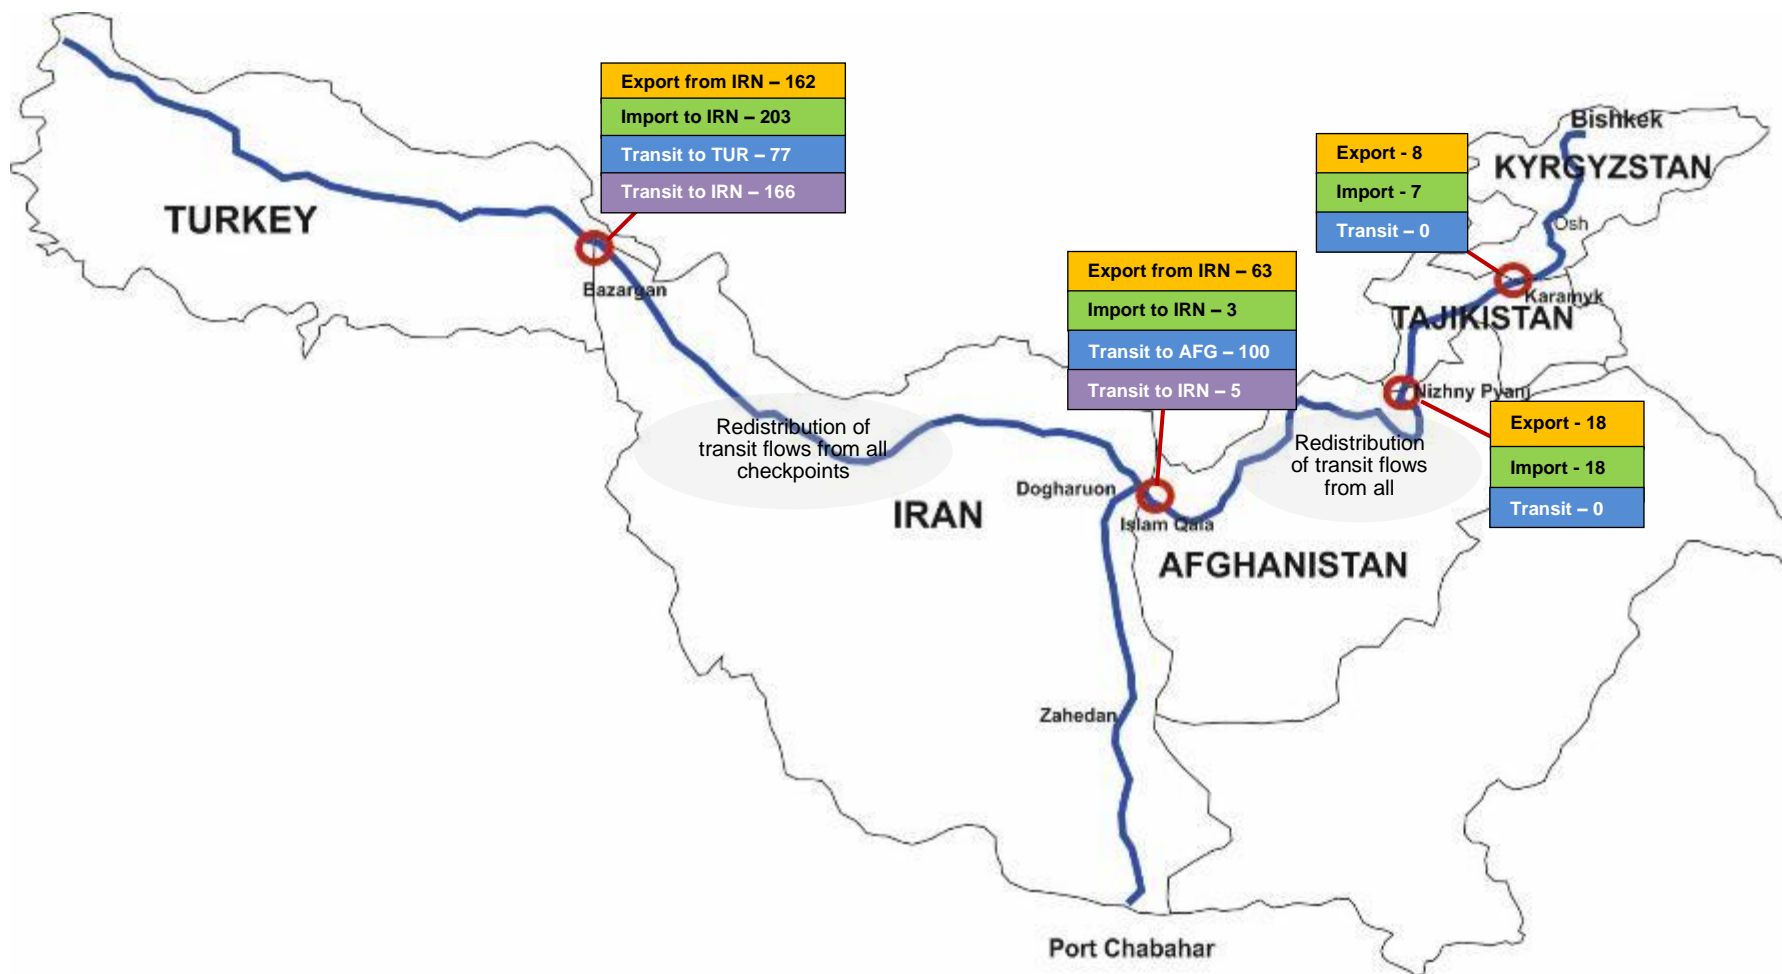 Export from IRN – 162
Import to IRN – 203
Transit to TUR – 77
Transit to IRN – 166
Bishkek
KYRGYZSTAN
Export - 8
Import - 7
Transit – 0
TURKEY
Osh
Bazargan
Export from IRN – 63
Import to IRN – 3
Transit to AFG – 100
Transit to IRN – 5
Karamyk
TAJIKISTAN
Nizhny Pyanj
Export - 18
Import - 18
Transit – 0
Redistribution of
transit flows from all
checkpoints
Redistribution
of transit flows
from all
Dogharuon
IRAN
Islam Qala
AFGHANISTAN
Zahedan
Port Chabahar